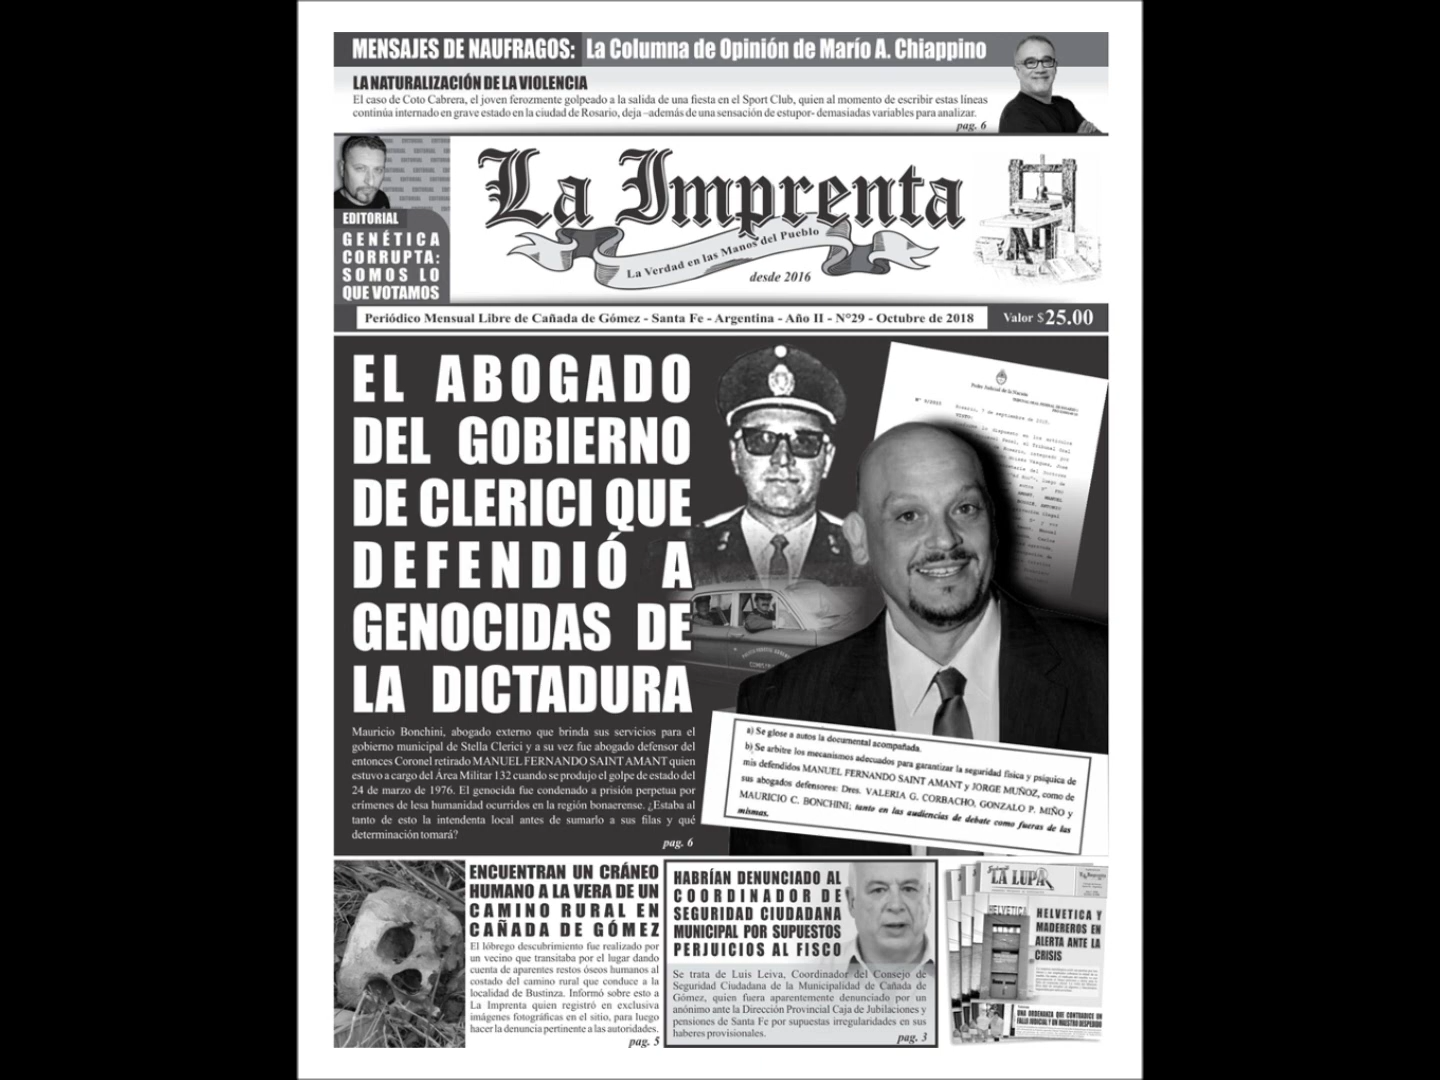 MENSAJES DE NAUFRAGOS: La Columna de Opinión de Marío A. Chiappino
LA NATURALIZACIÓN DE LA VIOLENCIA
El caso de Coto Cabrera, el joven ferozmente golpeado a la salida de una fiesta en el Sport Club, quien al momento de escribir estas líneas
continúa internado en grave estado en la ciudad de Rosario, deja –además de una sensación de estupor- demasiadas variables para analizar.
pag. 6
EDITORIAL
GENÉTICA
CORRUPTA:
SOMOS LO
QUE VOTAMOS
La Imprenta
La Verdad en las Manos del Pueblo
desde 2016
Periódico Mensual Libre de Cañada de Gómez - Santa Fe - Argentina - Año II - N°29 - Octubre de 2018
Valor $25.00
EL ABOGADO
DEL GOBIERNO
DE CLERICI QUE
DEFENDIÓ A
GENOCIDAS DE
LA DICTADURA
Mauricio Bonchini, abogado externo que brinda sus servicios para el
gobierno municipal de Stella Clerici y a su vez fue abogado defensor del
entonces Coronel retirado MANUEL FERNANDO SAINT AMANT quien
estuvo a cargo del Área Militar 132 cuando se produjo el golpe de estado del
24 de marzo de 1976. El genocida fue condenado a prisión perpetua por
crímenes de lesa humanidad ocurridos en la región bonaerense. ¿Estaba al
tanto de esto la intendenta local antes de sumarlo a sus filas y qué
determinación tomará?
pag. 6
Poder Judicial de la Nación
a) Se glose a autos la documental acompañada.
b) Se arbitre los mecanismos adecuados para garantizar la seguridad física y psíquica de
mis defendidos MANUEL FERNANDO SAINT AMANT y JORGE MUÑOZ, como de
sus abogados defensores: Dres. VALERIA G. CORBACHO, GONZALO P. MIÑO y
MAURICIO C. BONCHINI; tanto en las audiencias de debate como fueras de las
mismas.
ENCUENTRAN UN CRÁNEO
HUMANO A LA VERA DE UN
CAMINO RURAL EN
CAÑADA DE GÓMEZ
El lóbrego descubrimiento fue realizado por
un vecino que transitaba por el lugar dando
cuenta de aparentes restos óseos humanos al
costado del camino rural que conduce a la
localidad de Bustinza. Informó sobre esto a
La Imprenta quien registró en exclusiva
imágenes fotográficas en el sitio, para luego
hacer la denuncia pertinente a las autoridades.
pag. 5
HABRÍAN DENUNCIADO AL
COORDINADOR DE
SEGURIDAD CIUDADANA
MUNICIPAL POR SUPUESTOS
PERJUICIOS AL FISCO
Se trata de Luis Leiva, Coordinador del Consejo de
Seguridad Ciudadana de la Municipalidad de Cañada de
Gómez, quien fuera aparentemente denunciado por un
anónimo ante la Dirección Provincial Caja de Jubilaciones y
pensiones de Santa Fe por supuestas irregularidades en sus
haberes provisionales.
pag. 3
LA LUPA
HELVETICA
HELVETICA Y
MADEREROS EN
ALERTA ANTE LA
CRISIS
UNA ORDENANZA QUE CONTRADICE UN
FALLO JUDICIAL Y UN MAESTRO DESPEDIDO